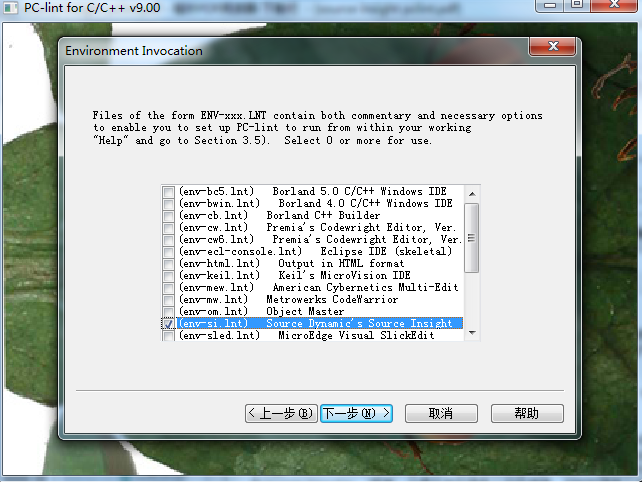 PC-lint for C/C++ v9.00
Environment Invocation
Files of the form ENV-xxx.LNT contain both commentary and necessary options
to enable you to set up PC-lint to run from within your working
"Help" and go to Section 3.5).  Select 0 or more for use.
(env-bc5.lnt)   Borland 5.0 C/C++ Windows IDE
(env-bwin.lnt)   Borland 4.0 C/C++ Windows IDE
(env-cb.lnt)   Borland C++ Builder
(env-cw.lnt)   Premia's Codewright Editor, Ver.
(env-cw6.lnt)   Premia's Codewright Editor, Ver.
(env-ecl-console.lnt)   Eclipse IDE (skeletal)
(env-html.lnt)   Output in HTML format
(env-keil.lnt)   Keil's MicroVision IDE
(env-mew.lnt)   American Cybernetics Multi-Edit
(env-mw.lnt)   Metrowerks CodeWarrior
(env-om.lnt)   Object Master
(env-si.lnt)   Source Dynamic's Source Insight
(env-sled.lnt)   MicroEdge Visual SlickEdit
< 上一步(B)
下一步(N) >
取消
帮助